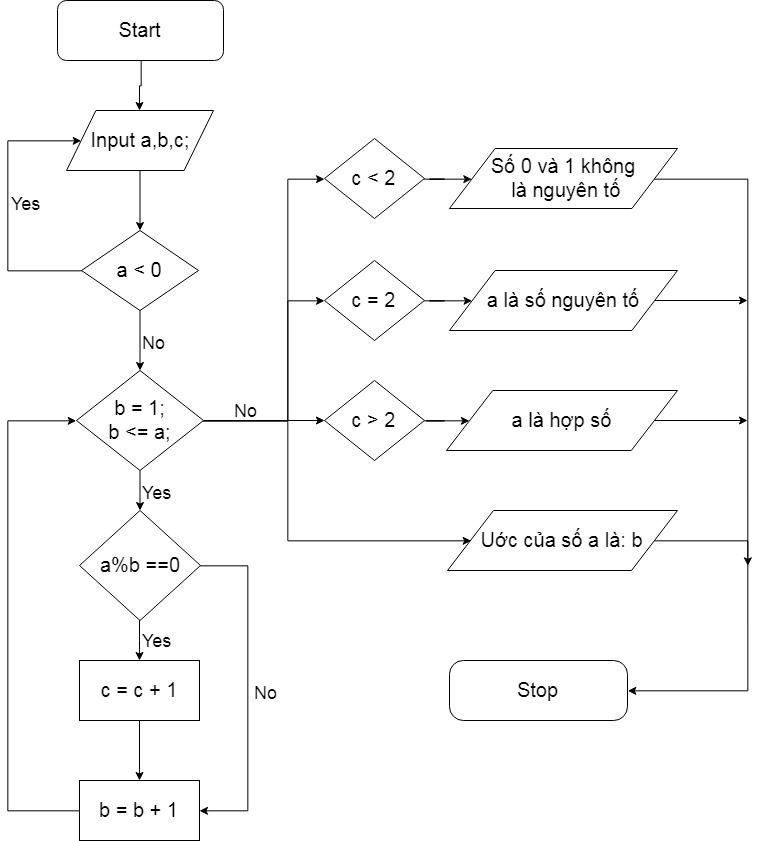 Start
Input a,b,c;
Yes
a < 0
No
b = 1;
b <= a;
No
Yes
a%b ==0
Yes
c = c + 1
No
b = b + 1
c < 2
Số 0 và 1 không
là nguyên tố
c = 2
a là số nguyên tố
c > 2
a là hợp số
Uớc của số a là: b
Stop